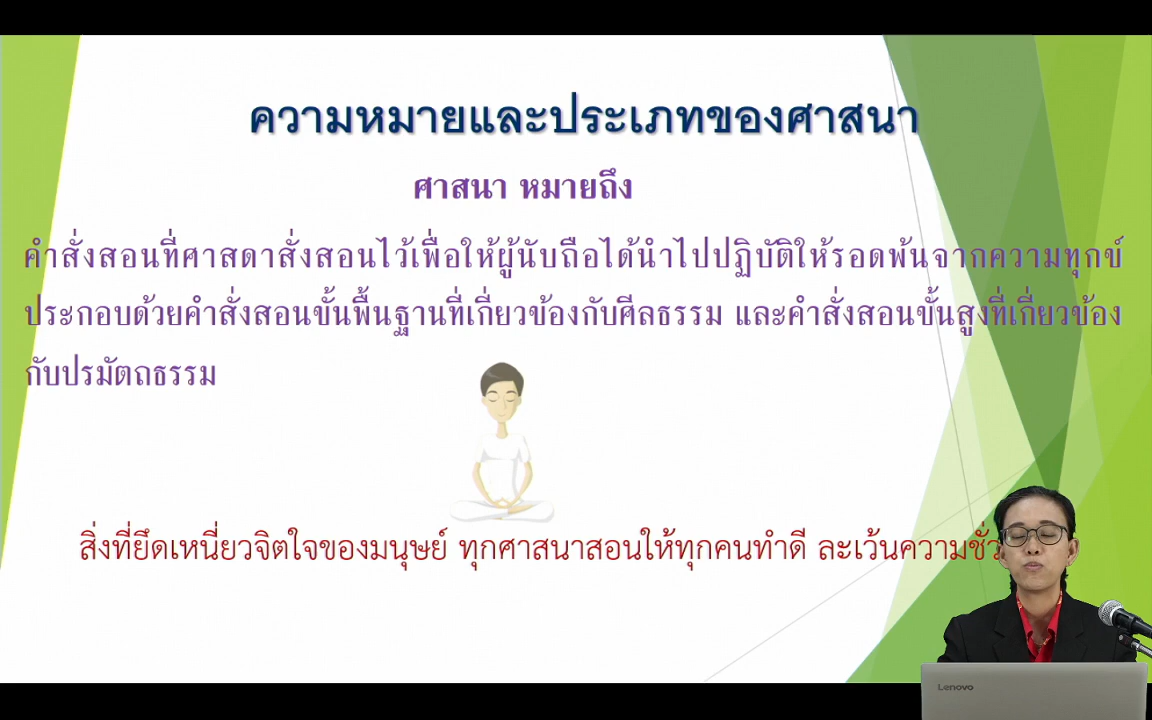 ความหมายและประเภทของศาสนา
ศาสนา หมายถึง
คำสั่งสอนที่ศาสดาสั่งสอนไว้เพื่อให้ผู้นับถือได้นำไปปฏิบัติให้รอดพ้นจากความทุกข์
ประกอบด้วยคำสั่งสอนขั้นพื้นฐานที่เกี่ยวข้องกับศีลธรรม และคำสั่งสอนขั้นสูงที่เกี่ยวข้อง
กับปรมัตถธรรม
สิ่งที่ยึดเหนี่ยวจิตใจของมนุษย์ ทุกศาสนาสอนให้ทุกคนทำดี ละเว้นความชั่ว
Lenovo